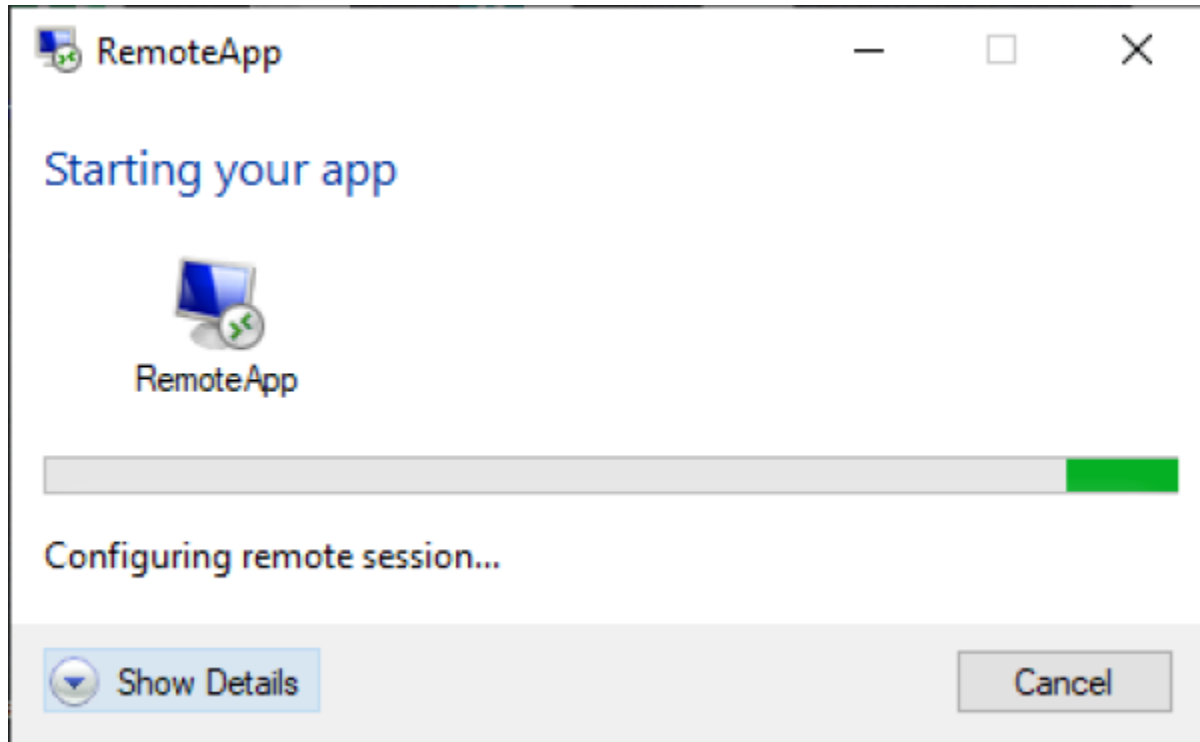 RemoteApp
Starting your app
RemoteApp
Configuring remote session...
Show Details
Cancel